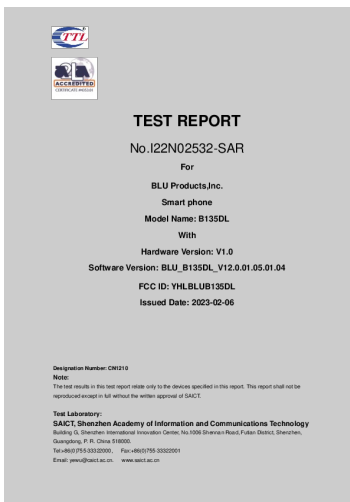 TTL
ACCREDITED
TEST REPORT
No.I22N02532-SAR
For
BLU Products,Inc.
Smart phone
Model Name: B135DL
With
Hardware Version: V1.0
Software Version: BLU_B135DL_V12.0.01.05.01.04
FCC ID: YHLBLUB135DL
Issued Date: 2023-02-06
Designation Number: CN1210
Note:
The test results in this test report relate only to the devices specified in this report. This report shall not be
reproduced except in full without the written approval of SAICT.
Test Laboratory:
SAICT, Shenzhen Academy of Information and Communications Technology
Building G, Shenzhen International Innovation Center, No.1006 Shennan Road, Futian District, Shenzhen,
Guangdong, P. R. China 518000.
Tel:+86(0)755-33322000, Fax:+86(0)755-33322001
Email: yewu@caict.ac.cn. www.saict.ac.cn